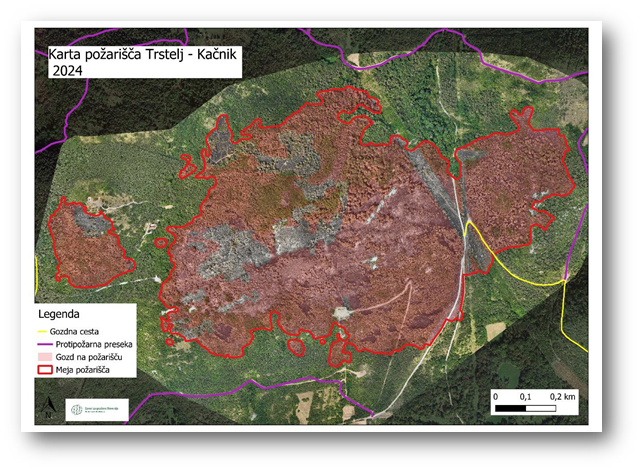 Karta požarišča Trstelj - Kačnik
2024
Legenda
Gozdna cesta
Protipožarna preseka
Gozd na požarišču
Meja požarišča
N
0 0,1 0,2 km